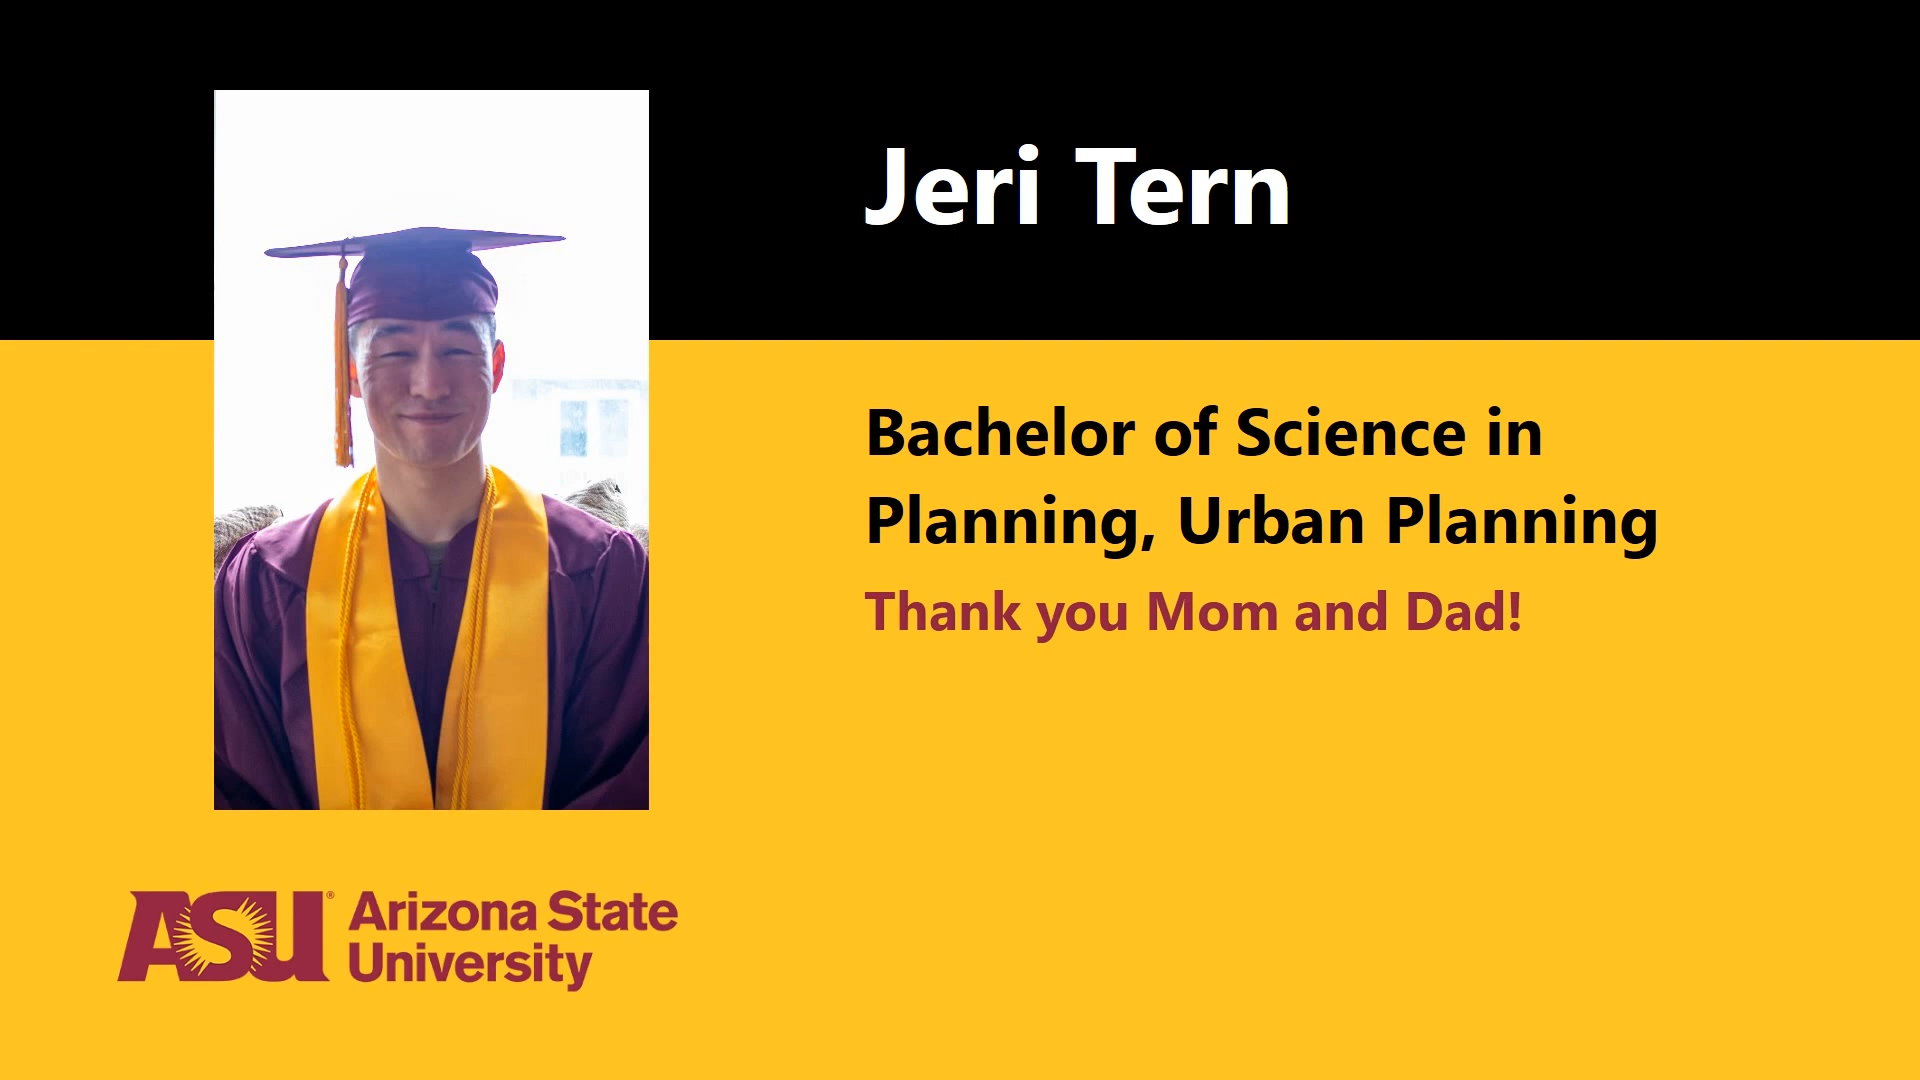 Jeri Tern
Bachelor of Science in
Planning, Urban Planning
Thank you Mom and Dad!
ASU® Arizona State
University